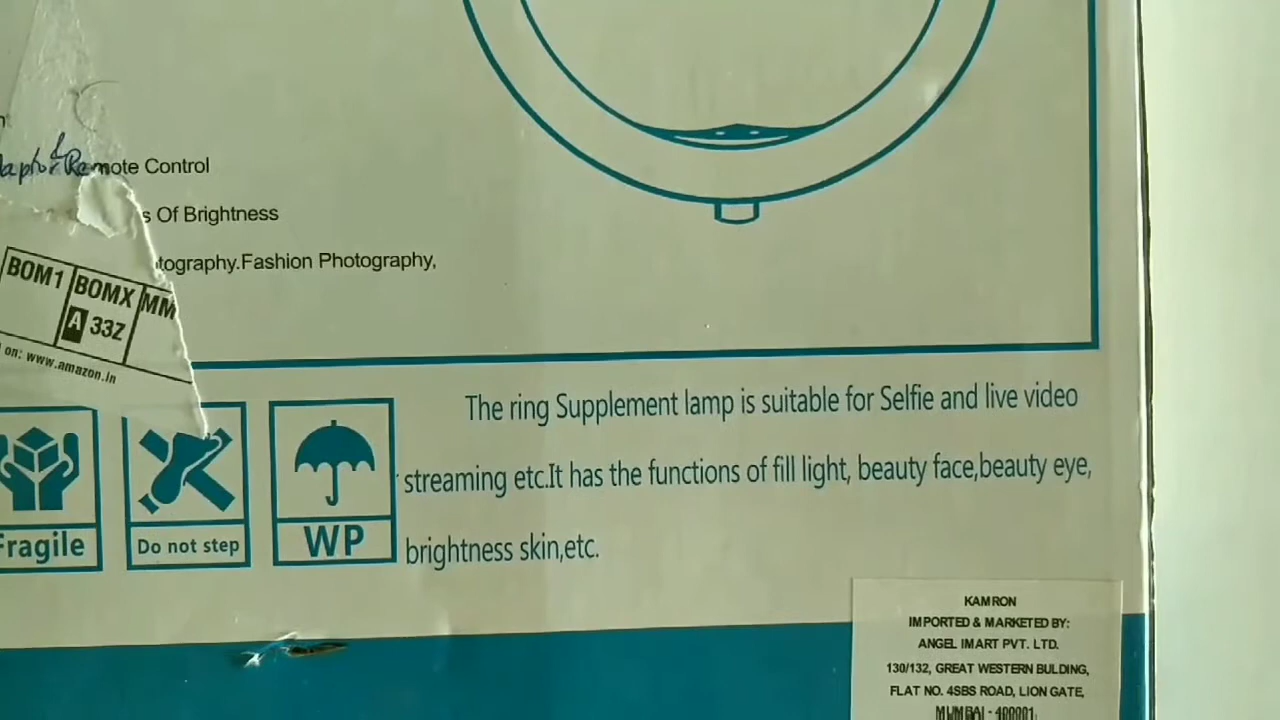 Remote Control
s Of Brightness
tography.Fashion Photography,
BOM1 BOMX MM
A 33Z
on: www.amazon.in
The ring Supplement lamp is suitable for Selfie and live video
streaming etc.It has the functions of fill light, beauty face,beauty eye,
brightness skin,etc.
Fragile
Do not step
WP
KAMRON
IMPORTED & MARKETED BY:
ANGEL IMART PVT. LTD.
130/132, GREAT WESTERN BULDING,
FLAT NO. 4SBS ROAD, LION GATE,
MUMBAI - 400001.